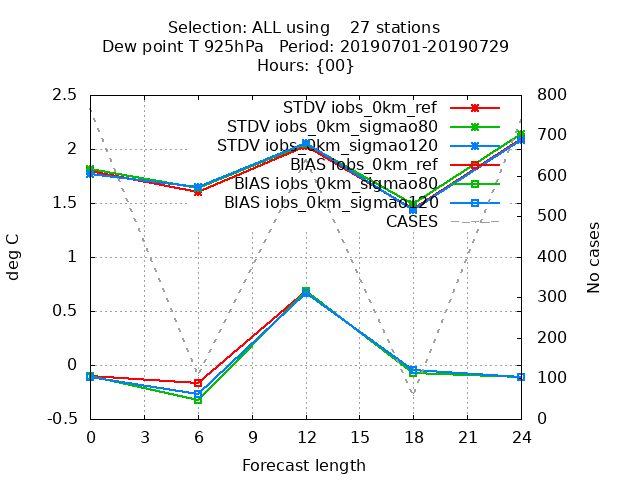 Selection: ALL using    27 stations
Dew point T 925hPa   Period: 20190701-20190729
Hours: {00}
2.5
2
1.5
1
0.5
0
-0.5
deg C
STDV iobs_0km_ref
STDV iobs_0km_sigmao80
STDV iobs_0km_sigmao120
BIAS iobs_0km_ref
BIAS iobs_0km_sigmao80
BIAS iobs_0km_sigmao120
CASES
800
700
600
500
400
300
200
100
0
No cases
0 3 6 9 12 15 18 21 24
Forecast length